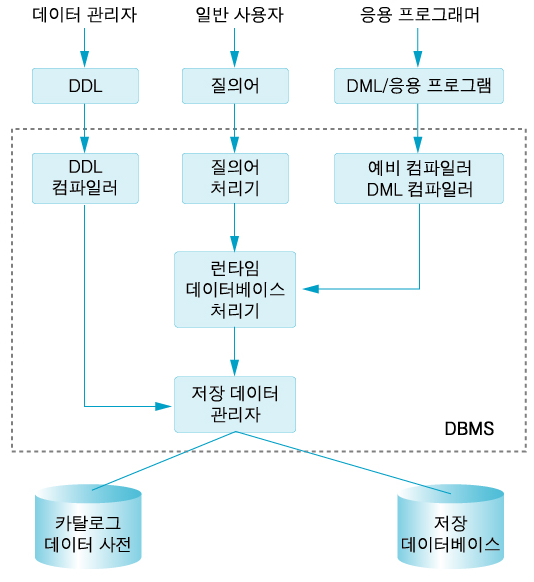 데이터 관리자
일반 사용자
응용 프로그래머
DDL
질의어
DML/응용 프로그램
DDL
컴파일러
질의어
처리기
예비 컴파일러
DML 컴파일러
런타임
데이터베이스
처리기
저장 데이터
관리자
DBMS
카탈로그
데이터 사전
저장
데이터베이스